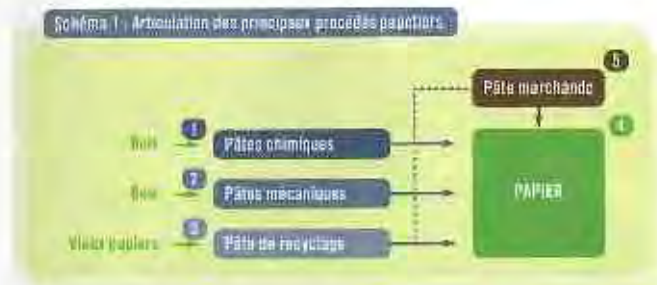 Schéma 1 : Articulation des principaux procédés papetiers
5
Pâte marchande
4
Bois
1
Pâtes chimiques
Bois
2
Pâtes mécaniques
PAPIER
Vieux papiers
3
Pâte de recyclage